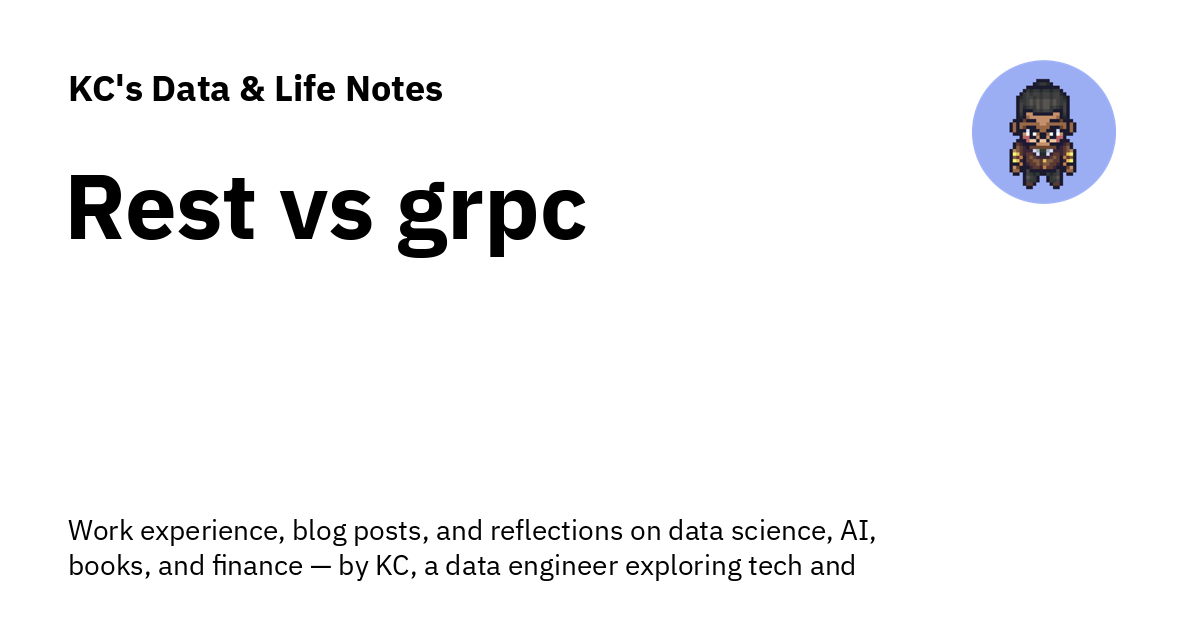 KC's Data & Life Notes
Rest vs grpc
Work experience, blog posts, and reflections on data science, AI,
books, and finance — by KC, a data engineer exploring tech and